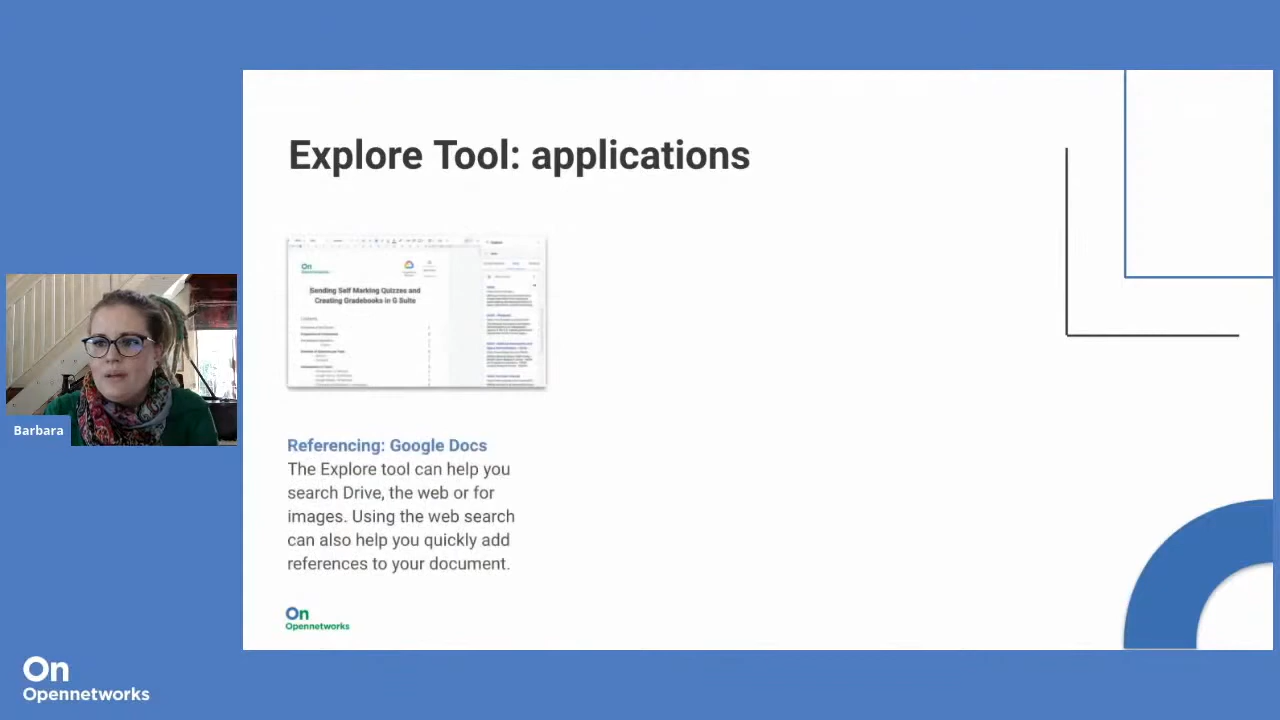 Explore Tool: applications
On
Sending Self Marking Quizzes and
Creating Gradebooks in G Suite
Referencing: Google Docs
The Explore tool can help you
search Drive, the web or for
images. Using the web search
can also help you quickly add
references to your document.
On
Opennetworks
Barbara
On
Opennetworks